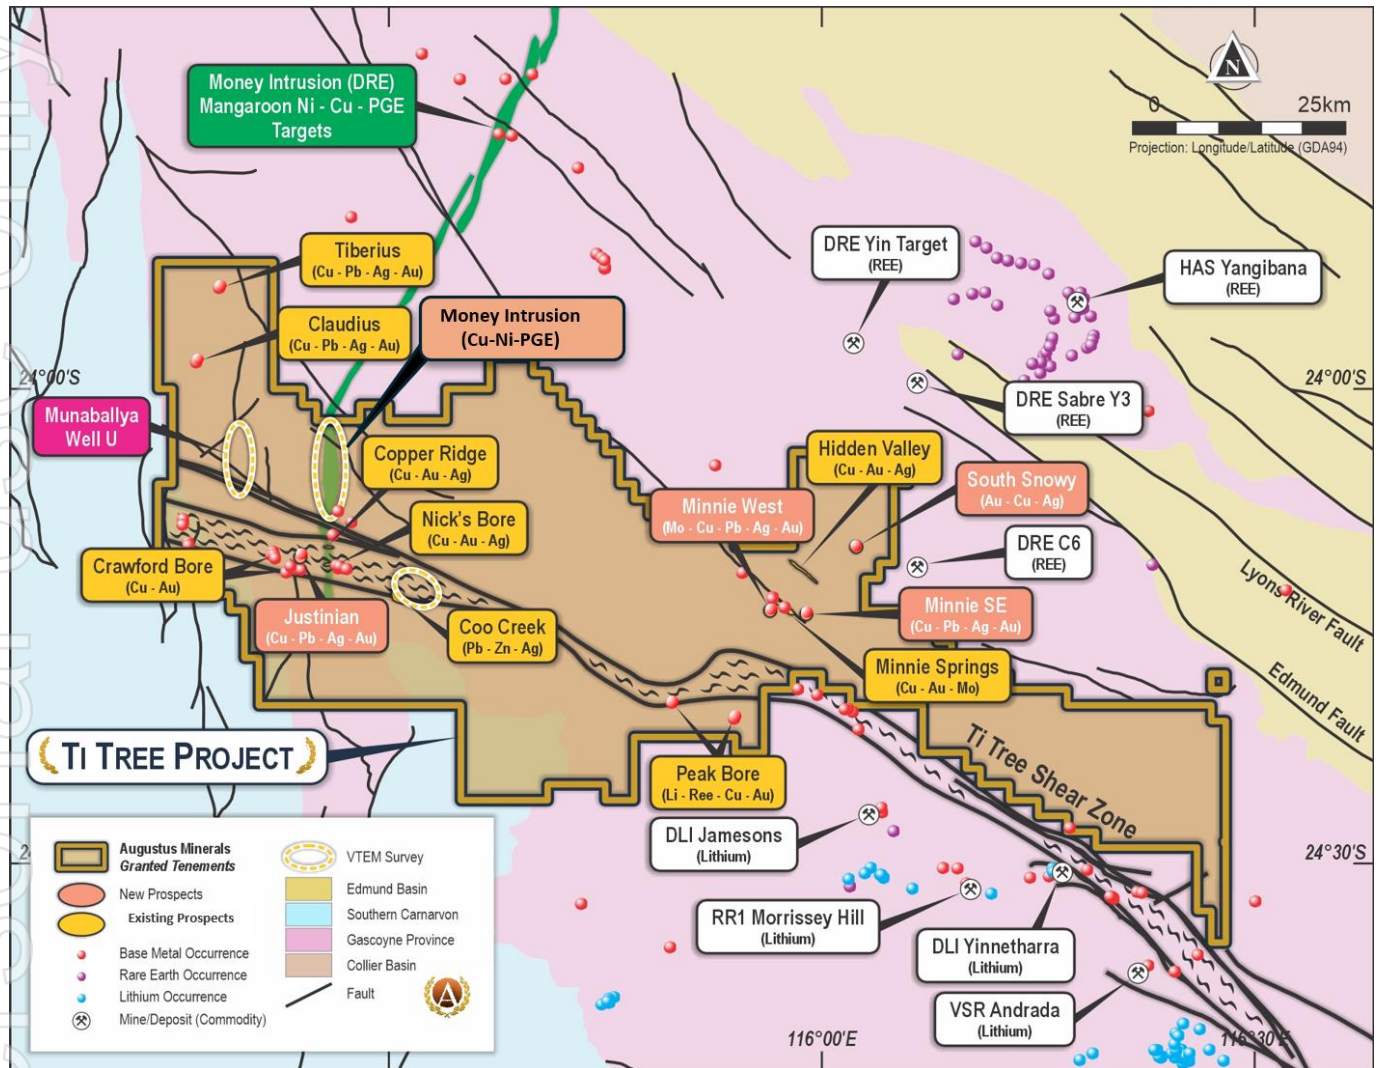 Money Intrusion (DRE)
Mangaroon Ni - Cu - PGE
Targets
N
0 25km
Projection: Longitude/Latitude (GDA94)
Tiberius
(Cu - Pb - Ag - Au)
DRE Yin Target
(REE)
HAS Yangibana
(REE)
Claudius
(Cu - Pb - Ag - Au)
Money Intrusion
(Cu-Ni-PGE)
24°00'S
24°00'S
DRE Sabre Y3
(REE)
Munaballya
Well U
Copper Ridge
(Cu - Au - Ag)
Hidden Valley
(Cu - Au - Ag)
South Snowy
(Au - Cu - Ag)
Minnie West
(Mo - Cu - Pb - Ag - Au)
Nick's Bore
(Cu - Au - Ag)
DRE C6
(REE)
Crawford Bore
(Cu - Au)
Lyons River Fault
Justinian
(Cu - Pb - Ag - Au)
Minnie SE
(Cu - Pb - Ag - Au)
Coo Creek
(Pb - Zn - Ag)
Minnie Springs
(Cu - Au - Mo)
Edmund Fault
TI TREE PROJECT
Peak Bore
(Li - Ree - Cu - Au)
Ti Tree Shear Zone
DLI Jamesons
(Lithium)
24°30'S
RR1 Morrissey Hill
(Lithium)
DLI Yinnetharra
(Lithium)
VSR Andrada
(Lithium)
116°00'E
116°30'E
Augustus Minerals
Granted Tenements
New Prospects
Existing Prospects
Base Metal Occurrence
Rare Earth Occurrence
Lithium Occurrence
Mine/Deposit (Commodity)
VTEM Survey
Edmund Basin
Southern Carnarvon
Gascoyne Province
Collier Basin
Fault
A